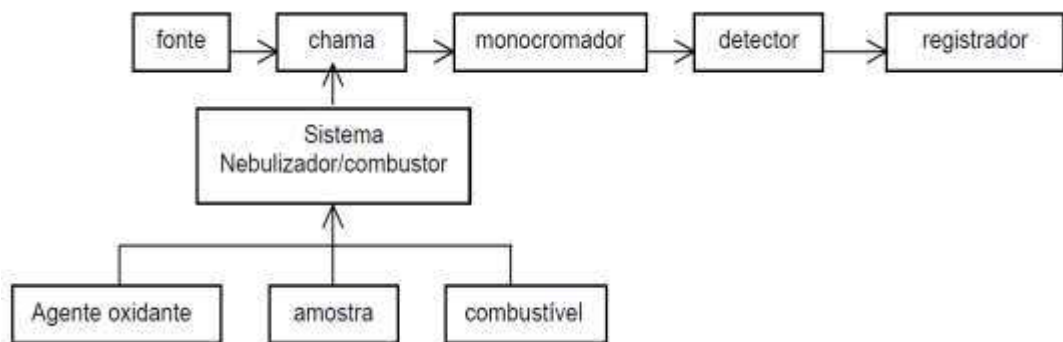 fonte
chama
monocromador
detector
registrador
Sistema
Nebulizador/combustor
Agente oxidante
amostra
combustível